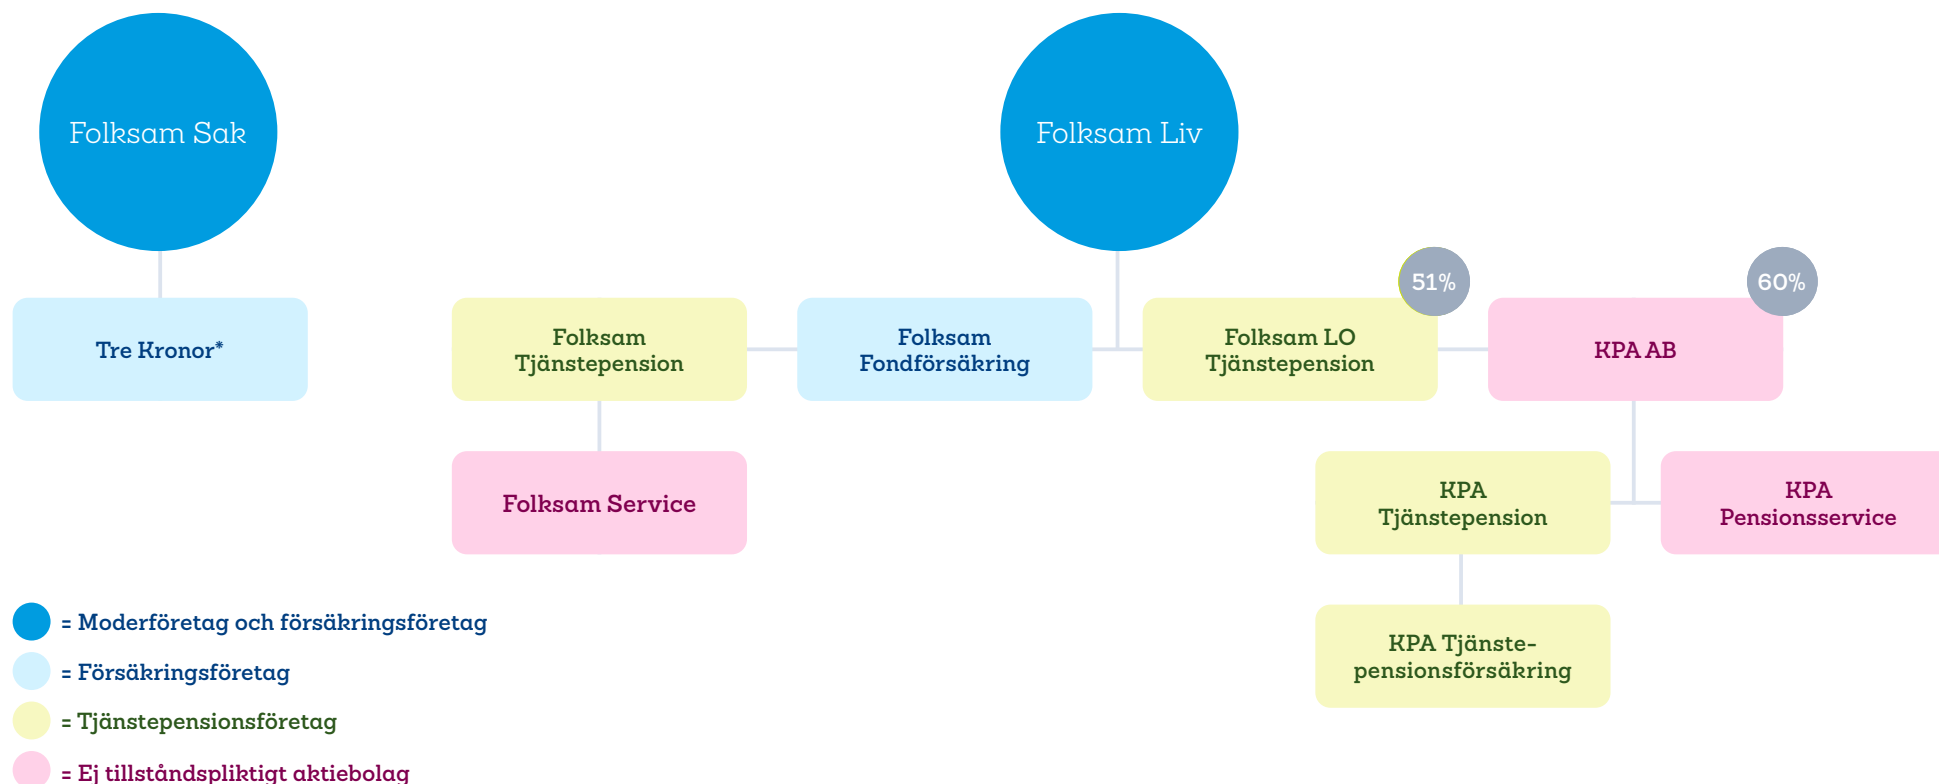 Folksam Sak
Folksam Liv
51%
60%
Tre Kronor*
Folksam
Tjänstepension
Folksam
Fondförsäkring
Folksam LO
Tjänstepension
KPA AB
Folksam Service
KPA
Tjänstepension
KPA
Pensionsservice
KPA Tjänste-
pensionsförsäkring
= Moderföretag och försäkringsföretag
= Försäkringsföretag
= Tjänstepensionsföretag
= Ej tillståndspliktigt aktiebolag